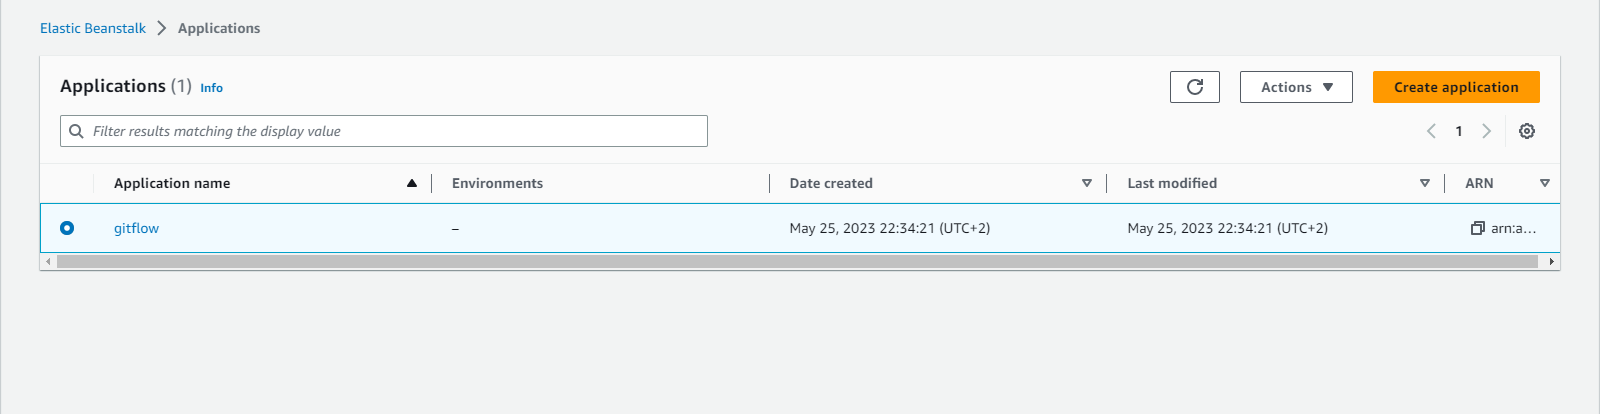 Elastic Beanstalk > Applications
Applications (1) Info
Actions
Create application
Filter results matching the display value
1
Application name Environments Date created Last modified ARN
gitflow – May 25, 2023 22:34:21 (UTC+2) May 25, 2023 22:34:21 (UTC+2) arn:a...